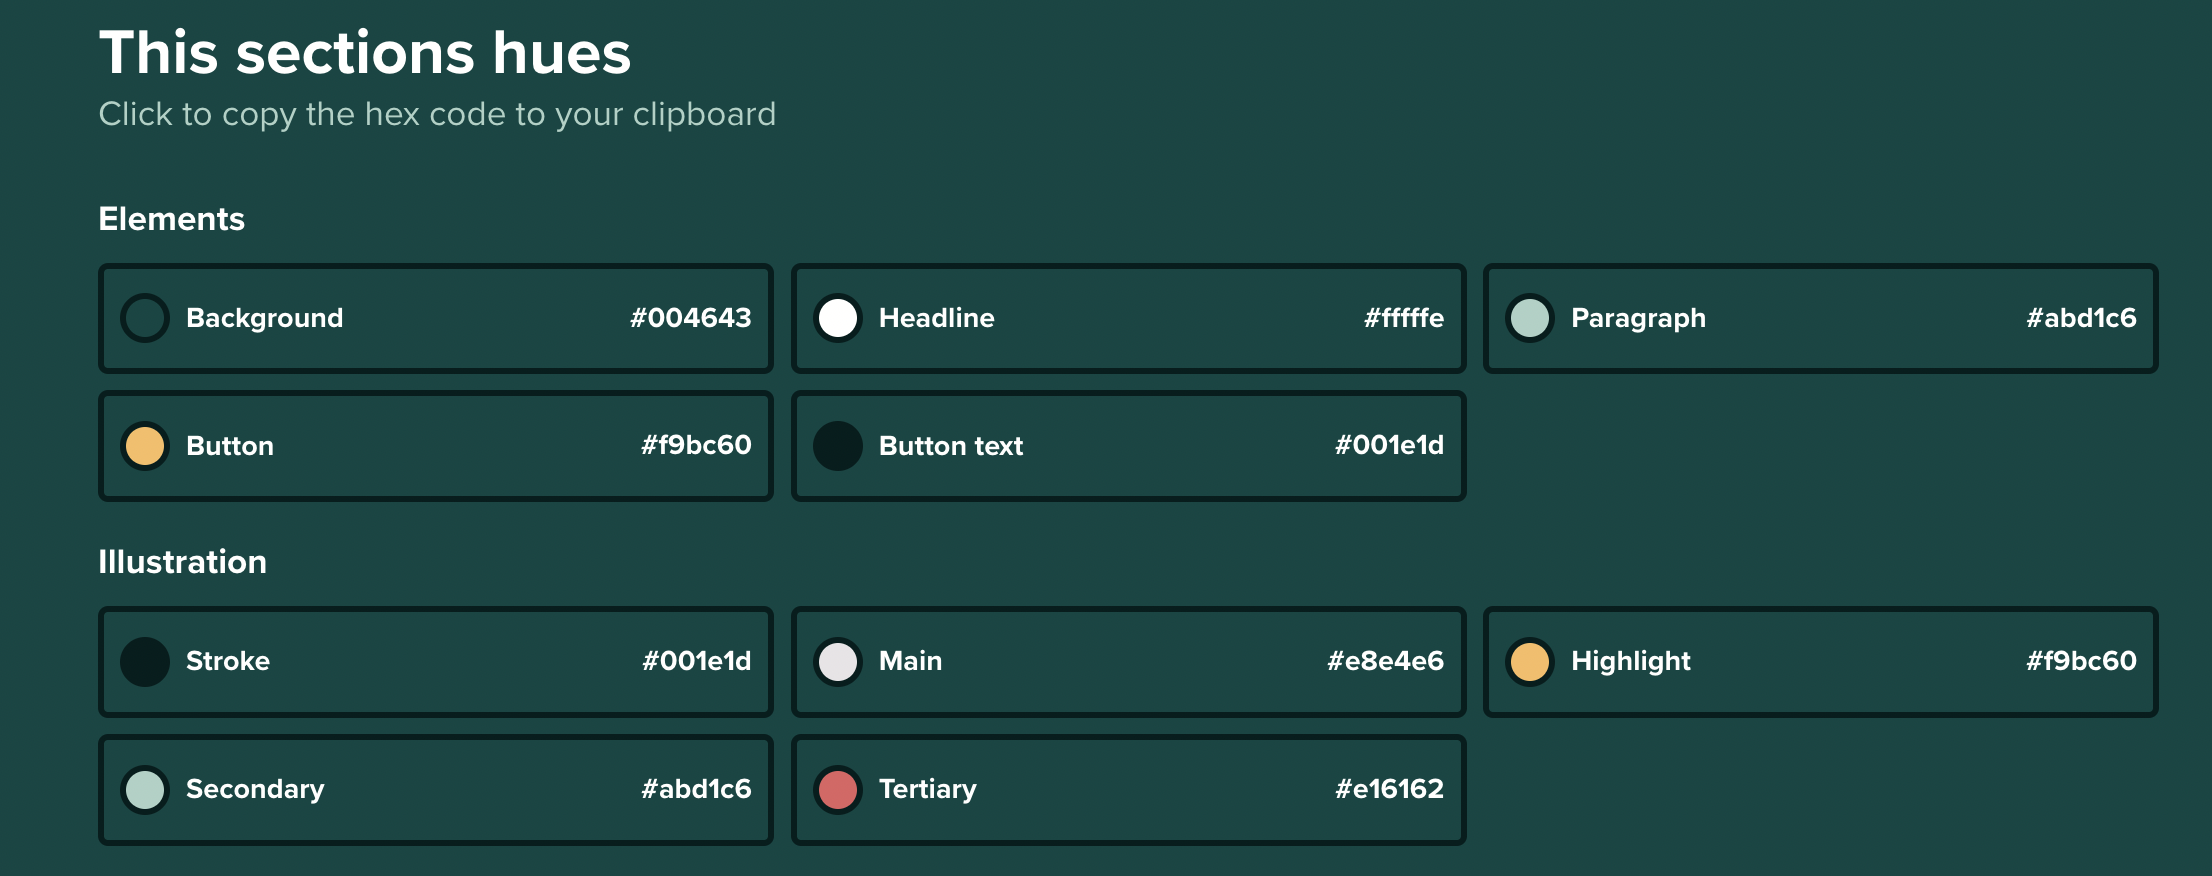 This sections hues
Click to copy the hex code to your clipboard
Elements
Background #004643
Headline #fffffe
Paragraph #abd1c6
Button #f9bc60
Button text #001e1d
Illustration
Stroke #001e1d
Main #e8e4e6
Highlight #f9bc60
Secondary #abd1c6
Tertiary #e16162